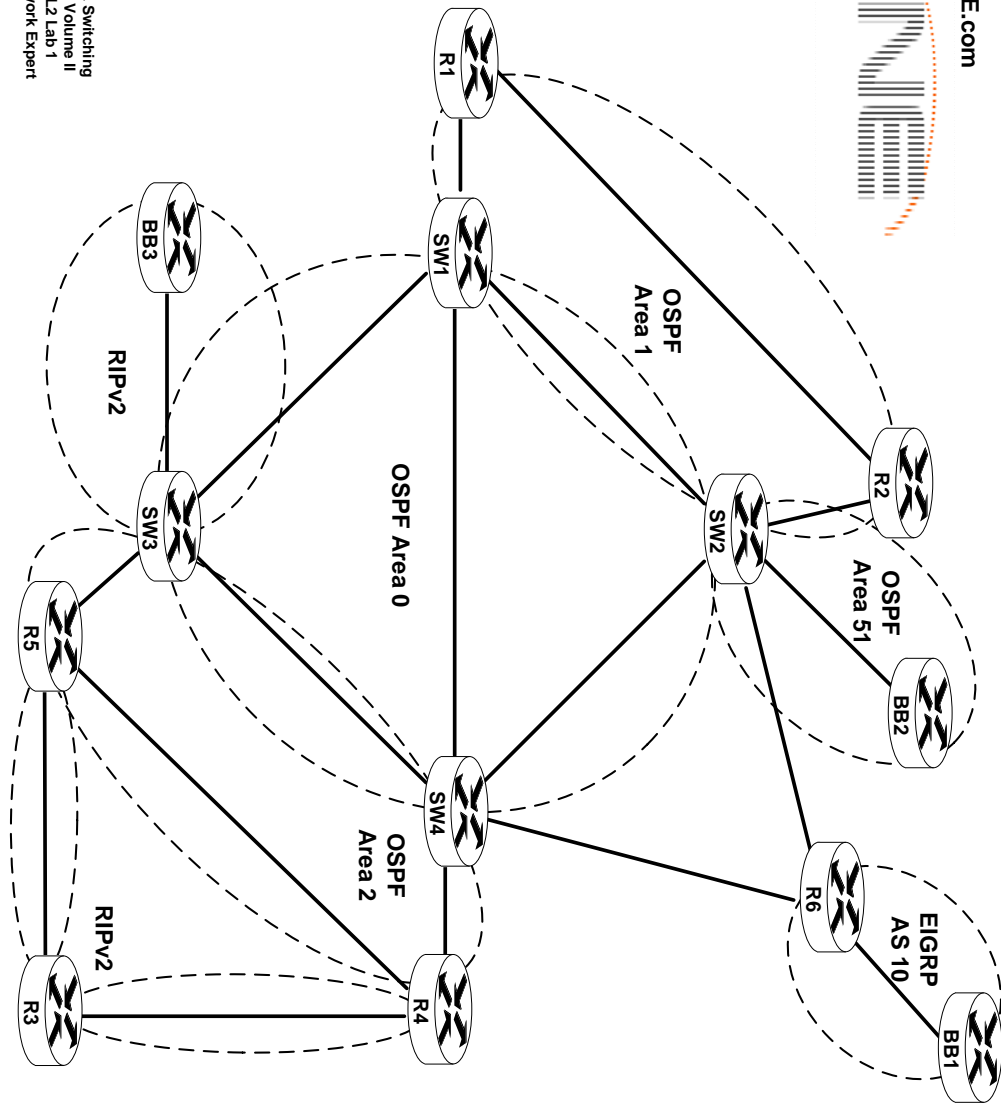 E.com
INE
BB1
EIGRP
AS 10
BB2
R2
OSPF
Area 51
R6
SW2
OSPF
Area 1
R1
SW1
SW4
R4
OSPF Area 0
OSPF
Area 2
BB3
SW3
RIPv2
RIPv2
R5
R3
Switching
Volume II
L2 Lab 1
work Expert